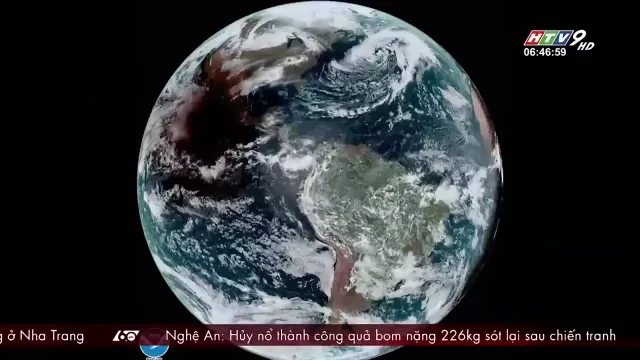 HTV9 HD
06:46:59
g ở Nha Trang 60 Nghệ An: Hủy nổ thành công quả bom nặng 226kg sót lại sau chiến tranh